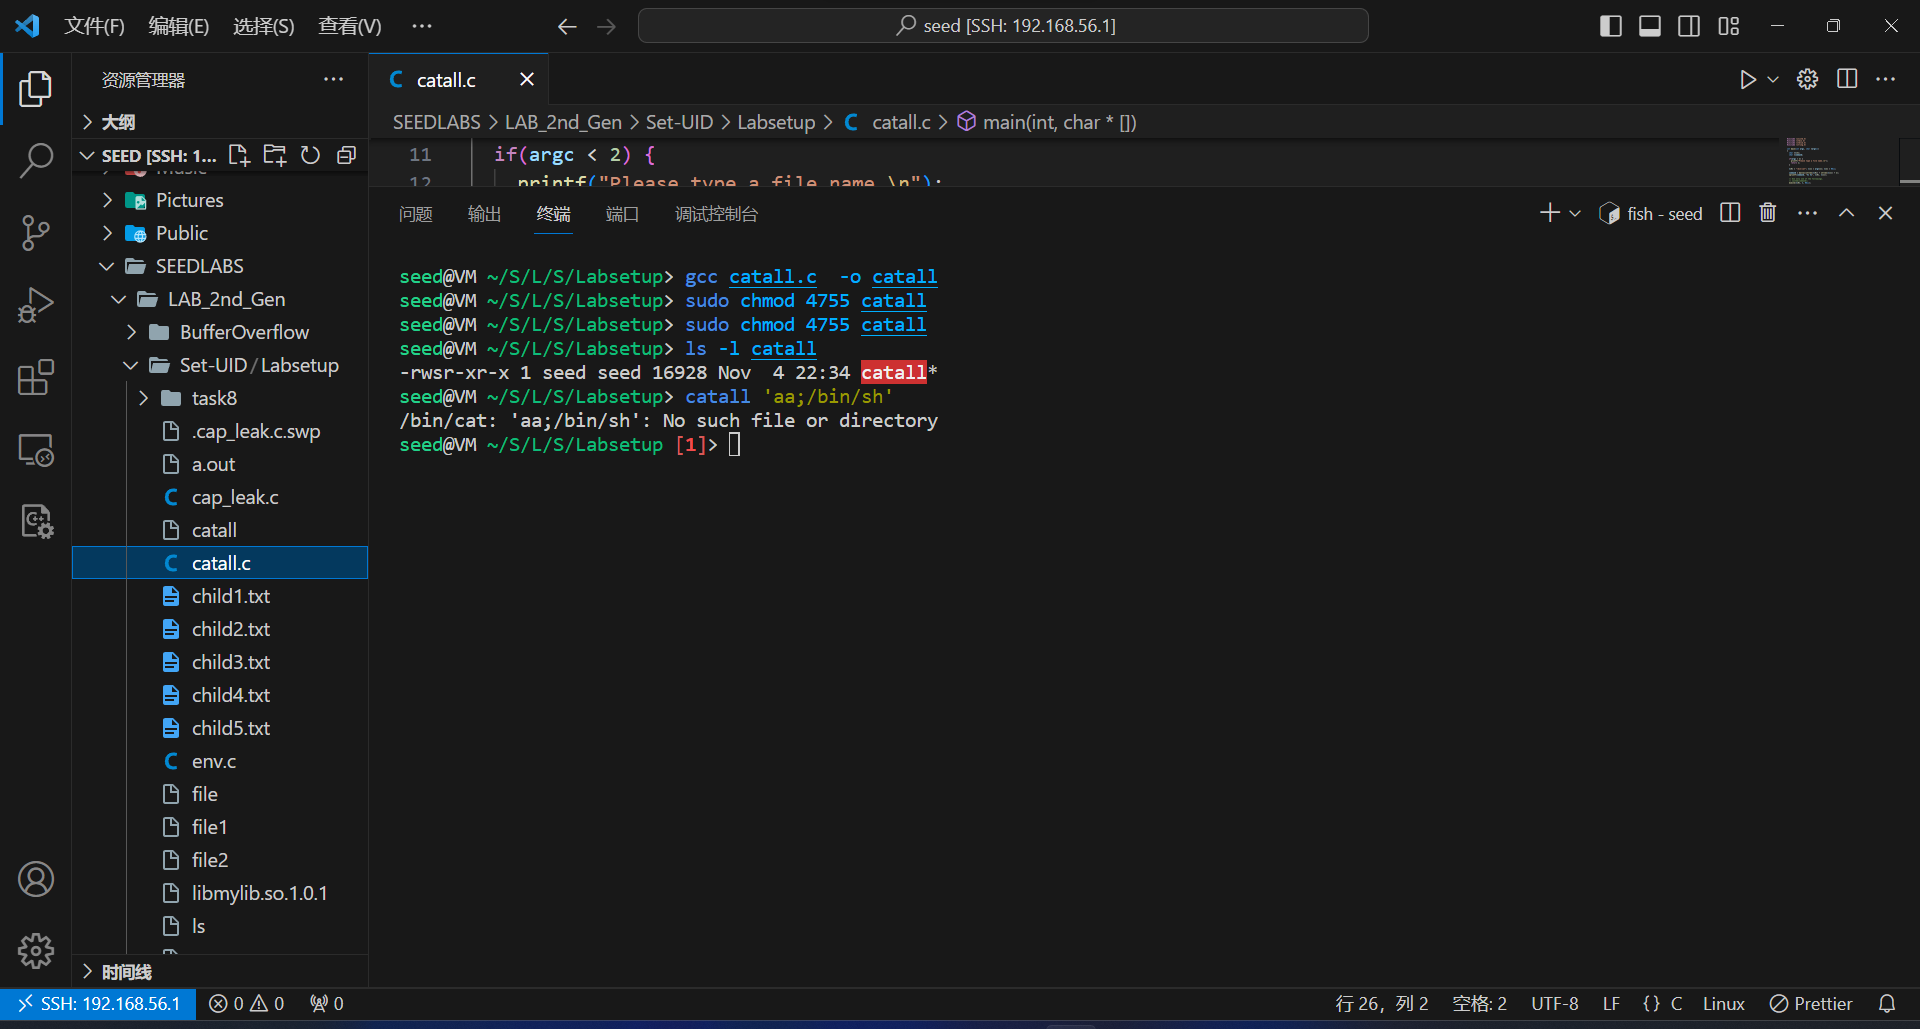 文件(F) 编辑(E) 选择(S) 查看(V) ··· seed [SSH: 192.168.56.1]
资源管理器 ···
大纲
SEED [SSH: 1...
Music
Pictures
Public
SEEDLABS
LAB_2nd_Gen
BufferOverflow
Set-UID / Labsetup
task8
.cap_leak.c.swp
a.out
cap_leak.c
catall
catall.c
child1.txt
child2.txt
child3.txt
child4.txt
child5.txt
env.c
file
file1
file2
libmylib.so.1.0.1
ls
时间线
catall.c
SEEDLABS > LAB_2nd_Gen > Set-UID > Labsetup > C catall.c > main(int, char * [])
11 if(argc < 2) {
12 printf("Please type a file name.\n");
问题 输出 终端 端口 调试控制台 fish - seed ···
seed@VM ~/S/L/S/Labsetup> gcc catall.c  -o catall
seed@VM ~/S/L/S/Labsetup> sudo chmod 4755 catall
seed@VM ~/S/L/S/Labsetup> sudo chmod 4755 catall
seed@VM ~/S/L/S/Labsetup> ls -l catall
-rwsr-xr-x 1 seed seed 16928 Nov  4 22:34 catall*
seed@VM ~/S/L/S/Labsetup> catall 'aa;/bin/sh'
/bin/cat: 'aa;/bin/sh': No such file or directory
seed@VM ~/S/L/S/Labsetup [1]>
SSH: 192.168.56.1 0 0 0 行 26，列 2 空格: 2 UTF-8 LF {} C Linux Prettier